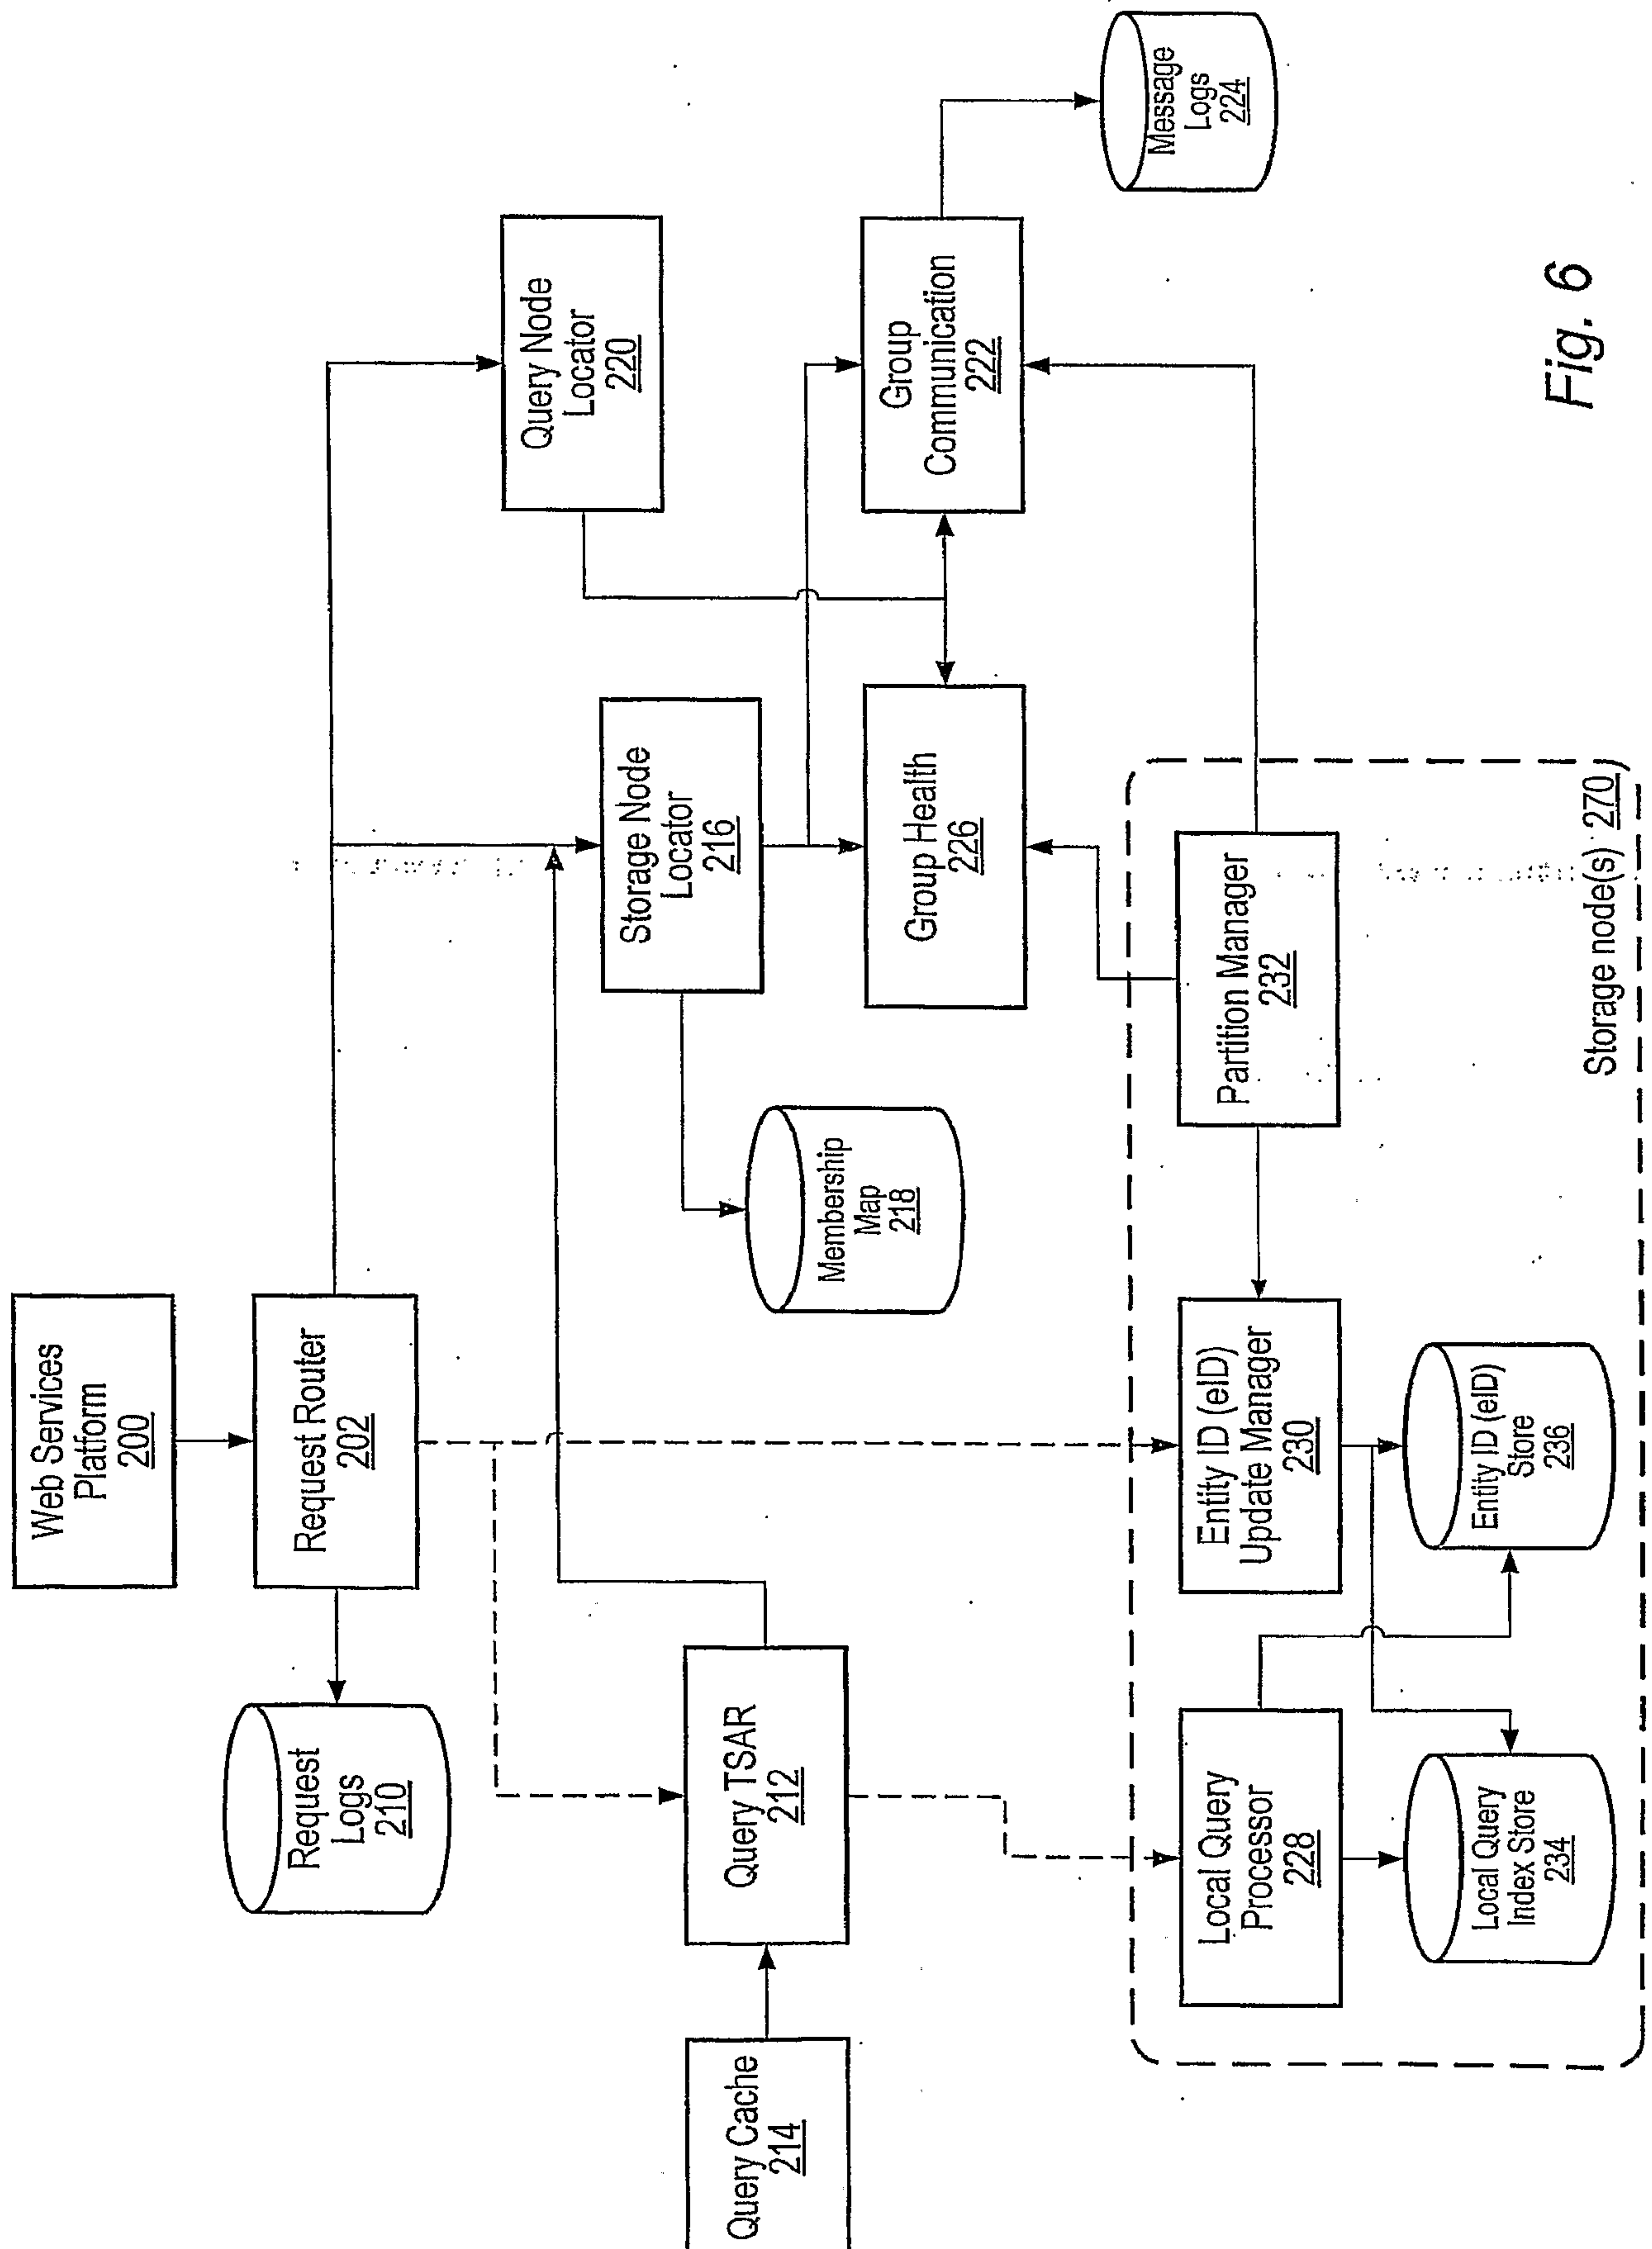 Web Services
Platform
200
Request Router
202
Request
Logs
210
Query Node
Locator
220
Storage Node
Locator
216
Query TSAR
212
Query Cache
214
Membership
Map
218
Group Health
226
Group
Communication
222
Message
Logs
224
Local Query
Processor
228
Entity ID (eID)
Update Manager
230
Partition Manager
232
Local Query
Index Store
234
Entity ID (eID)
Store
236
Storage node(s) 270
Fig. 6